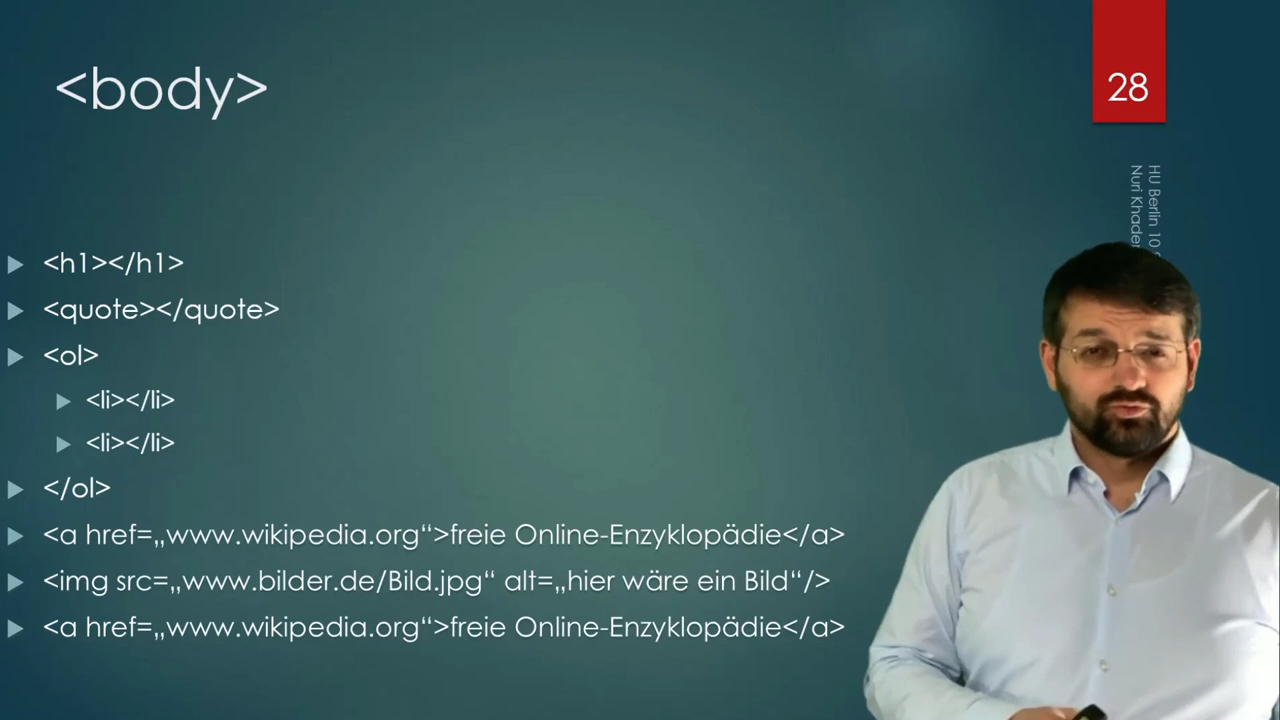 <body>
28
HU Berlin 10
Nuri Khader
<h1></h1>
<quote></quote>
<ol>
<li></li>
<li></li>
</ol>
<a href=„www.wikipedia.org“>freie Online-Enzyklopädie</a>
<img src=„www.bilder.de/Bild.jpg“ alt=„hier wäre ein Bild“/>
<a href=„www.wikipedia.org“>freie Online-Enzyklopädie</a>